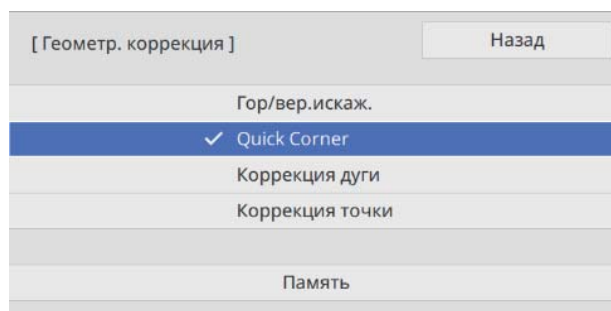 [ Геометр. коррекция ]
Назад
Гор/вер.искаж.
Quick Corner
Коррекция дуги
Коррекция точки
Память